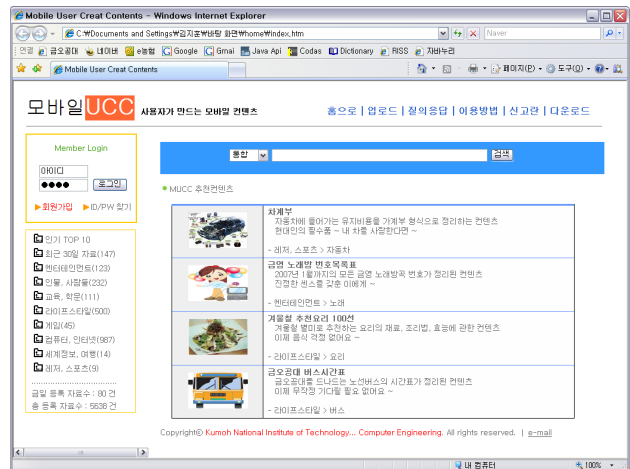 Mobile User Creat Contents - Windows Internet Explorer
C:\Documents and Settings\김지훈\바탕 화면\home\index.htm
Naver
연결 금오공대 네이버 e농협 Google Gmai Java Api Codas Dictionary RISS 자바누리
Mobile User Creat Contents
페이지(P) 도구(O)
모바일UCC 사용자가 만드는 모바일 컨텐츠
홈으로 | 업로드 | 질의응답 | 이용방법 | 신고란 | 다운로드
Member Login
아이디
로그인
▶회원가입 ▶ID/PW 찾기
통합
검색
MUCC 추천컨텐츠
차계부
자동차에 들어가는 유지비용을 가계부 형식으로 정리하는 컨텐츠
현대인의 필수품 ~ 내 차를 사랑한다면 ~
- 레저, 스포츠 > 자동차
금영 노래방 번호목록표
2007년 1월까지의 모든 금영 노래방곡 번호가 정리된 컨텐츠
진정한 센스를 갖춘 이에게 ~
- 엔터테인먼트 > 노래
겨울철 추천요리 100선
겨울철 별미로 추천하는 요리의 재료, 조리법, 효능에 관한 컨텐츠
이제 음식 걱정 없어요 ~
- 라이프스타일 > 요리
금오공대 버스시간표
금오공대를 드나드는 노선버스의 시간표가 정리된 컨텐츠
이제 무작정 기다릴 필요 없어요 ~
- 라이프스타일 > 버스
인기 TOP 10
최근 30일 자료(147)
엔터테인먼트(123)
인물, 사람들(232)
교육, 학문(111)
라이프스타일(500)
게임(45)
컴퓨터, 인터넷(987)
세계정보, 여행(14)
레저, 스포츠(9)
금일 등록 자료수 : 80 건
총 등록 자료수 : 5638 건
Copyright© Kumoh National Institute of Technology... Computer Engineering. All rights reserved. | e-mail
내 컴퓨터
100%